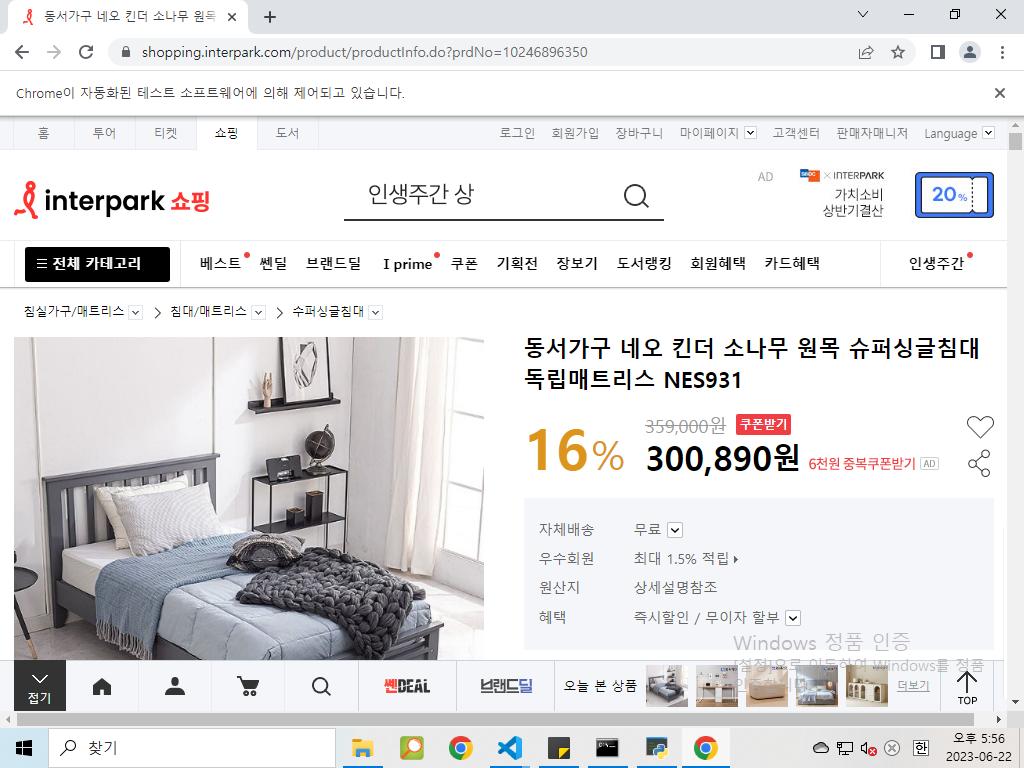 동서가구 네오 킨더 소나무 원목
shopping.interpark.com/product/productInfo.do?prdNo=10246896350
Chrome이 자동화된 테스트 소프트웨어에 의해 제어되고 있습니다.
홈 투어 티켓 쇼핑 도서 로그인 회원가입 장바구니 마이페이지 고객센터 판매자매니저 Language
interpark 쇼핑
인생주간 상
AD
× INTERPARK
가치소비
상반기결산
20%
전체 카테고리 베스트 쎈딜 브랜드딜 I prime 쿠폰 기획전 장보기 도서랭킹 회원혜택 카드혜택 인생주간
침실가구/매트리스 침대/매트리스 수퍼싱글침대
동서가구 네오 킨더 소나무 원목 슈퍼싱글침대
독립매트리스 NES931
16% 359,000원 쿠폰받기
300,890원 6천원 중복쿠폰받기 AD
자체배송 무료
우수회원 최대 1.5% 적립
원산지 상세설명참조
혜택 즉시할인 / 무이자 할부
Windows 정품 인증
[설정]으로 이동하여 Windows를 정품
접기 쎈DEAL 브랜드딜 오늘 본 상품 더보기 TOP
찾기
한
오후 5:56
2023-06-22